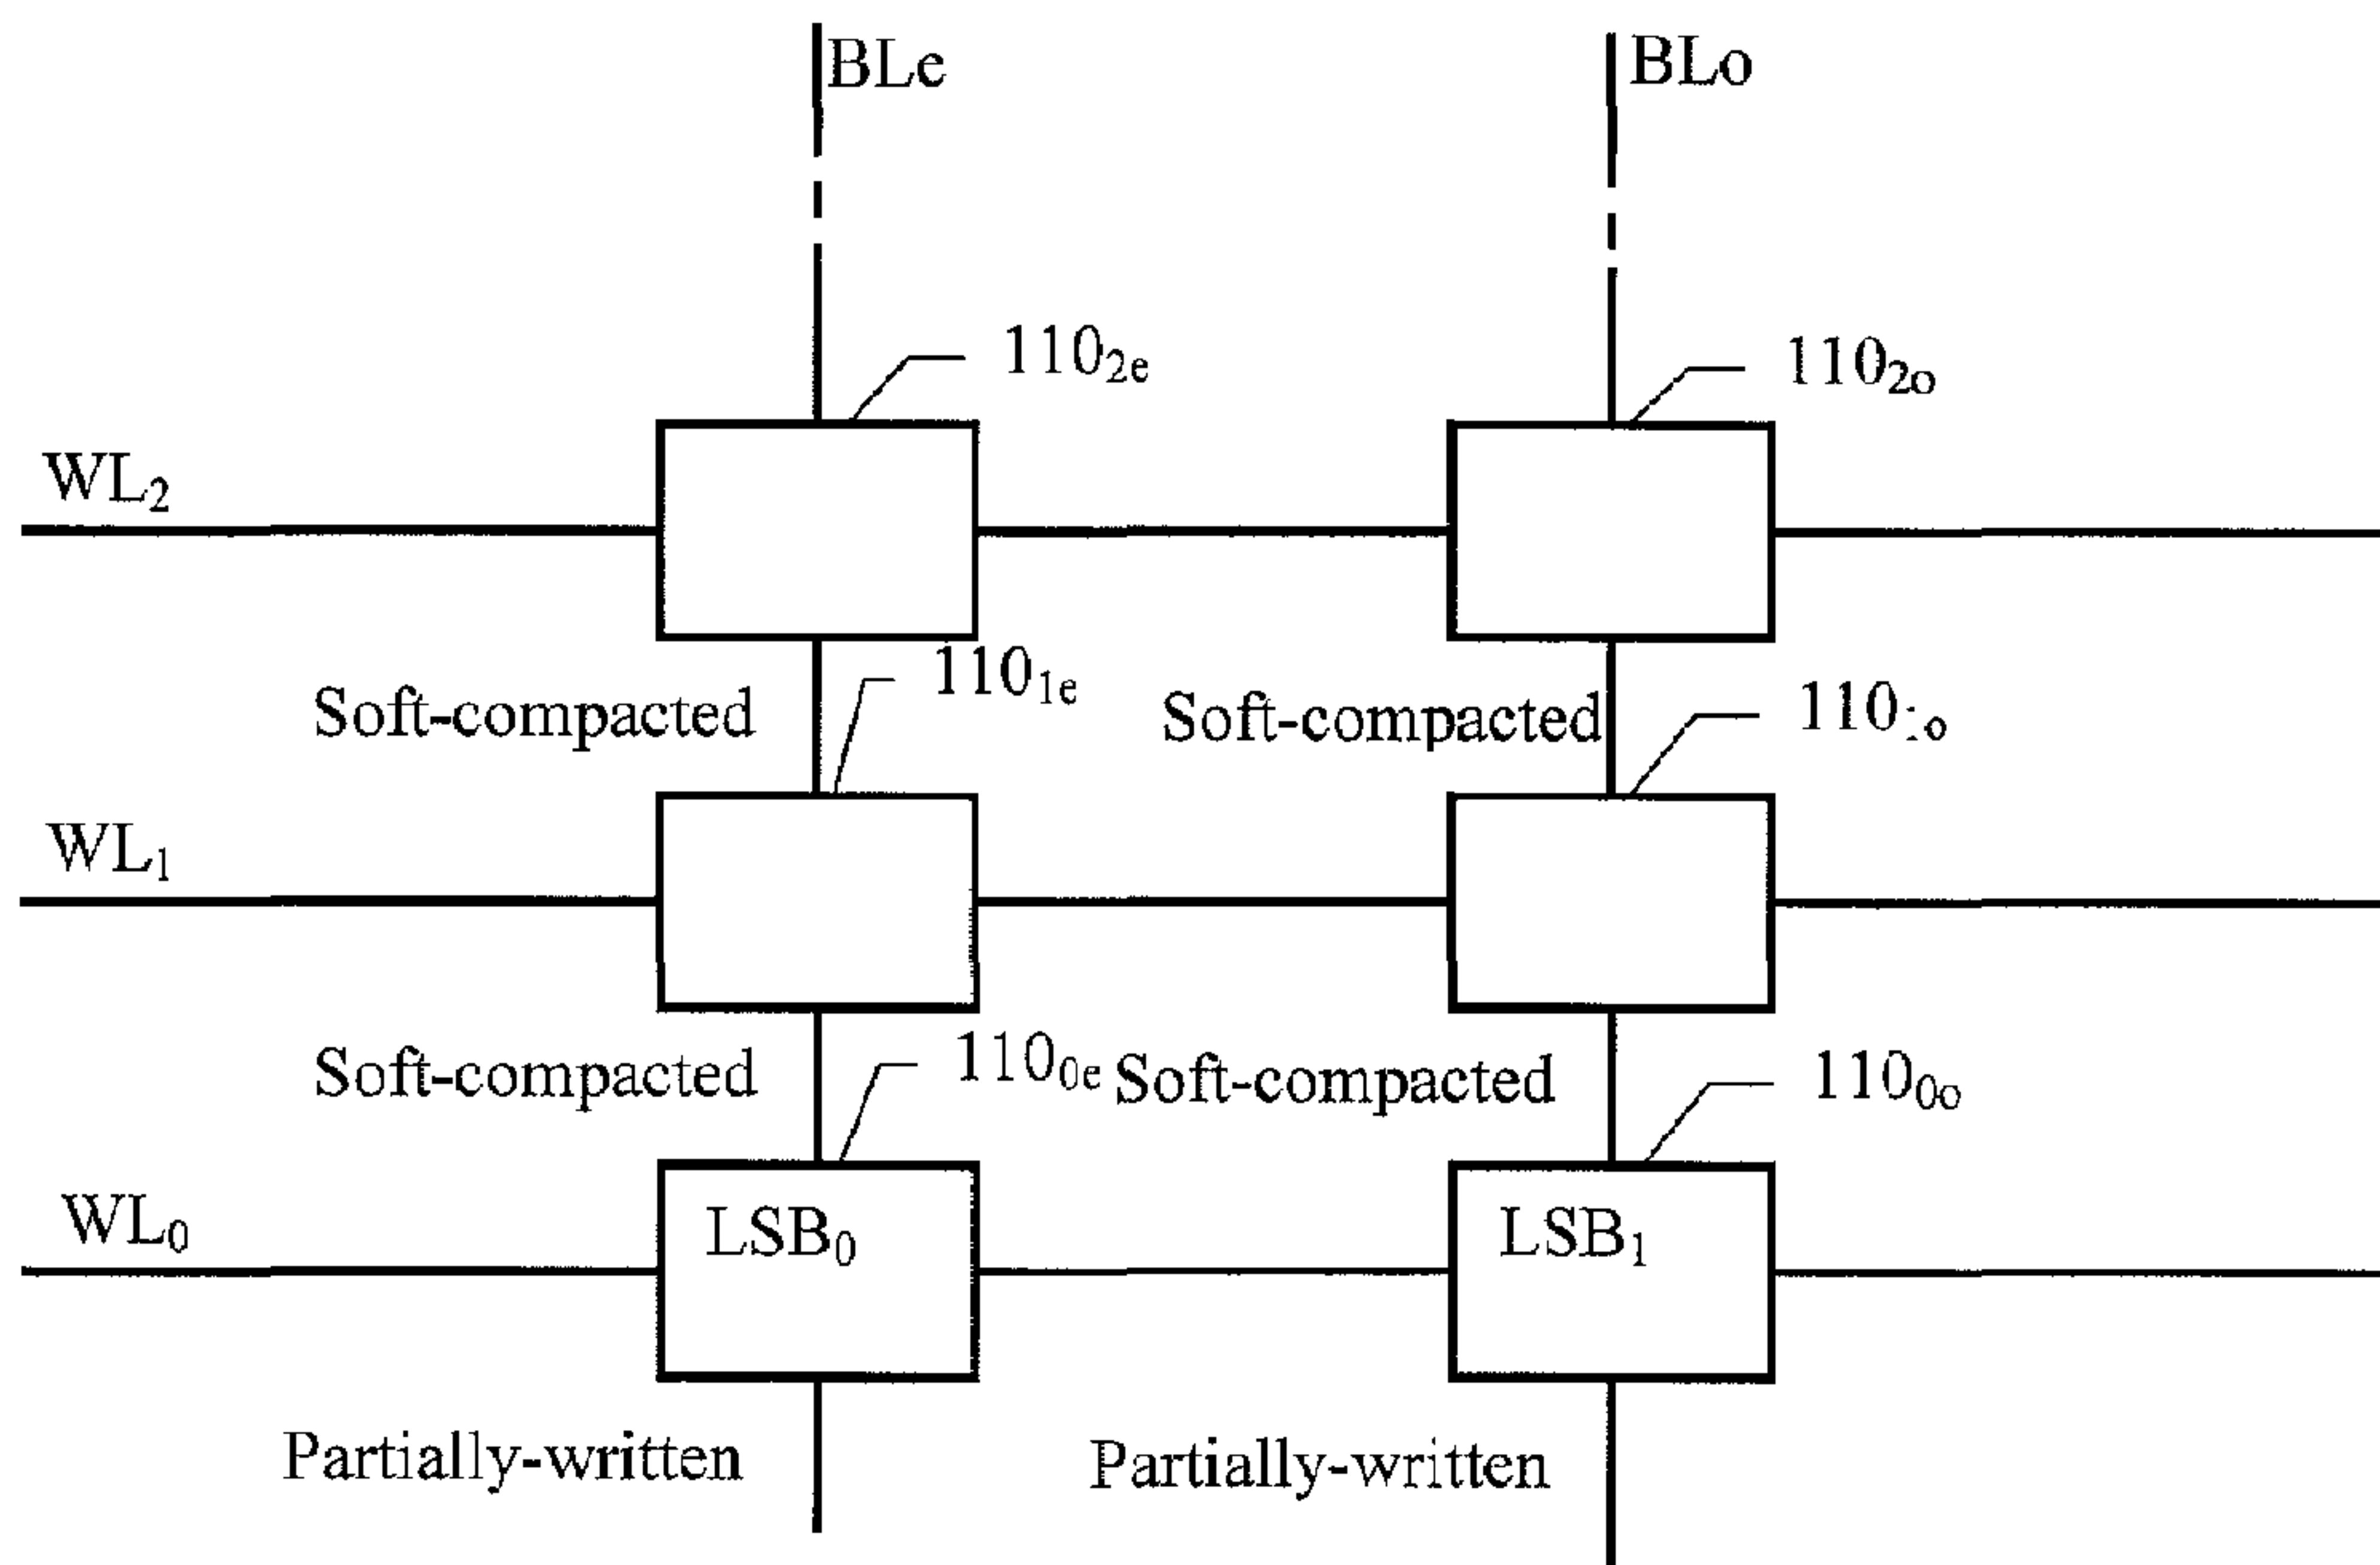 BLe
BLo
110₂ₑ
110₂ₒ
WL₂
110₁ₑ
Soft-compacted
Soft-compacted
110₁ₒ
WL₁
110₀ₑ
Soft-compacted
Soft-compacted
110₀ₒ
WL₀
LSB₀
LSB₁
Partially-written
Partially-written